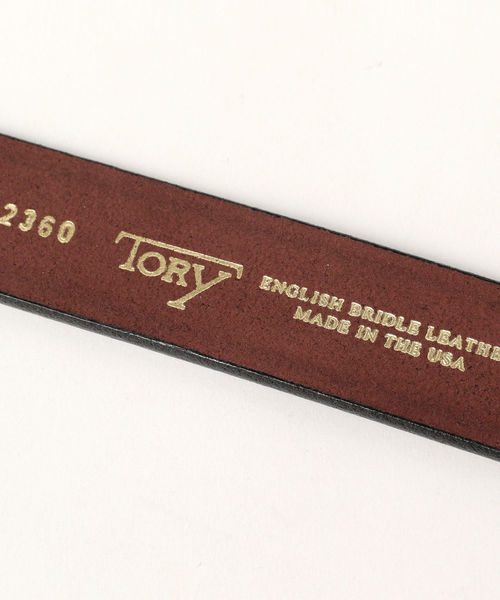 2360
TORY
ENGLISH BRIDLE LEATHE
MADE IN THE USA